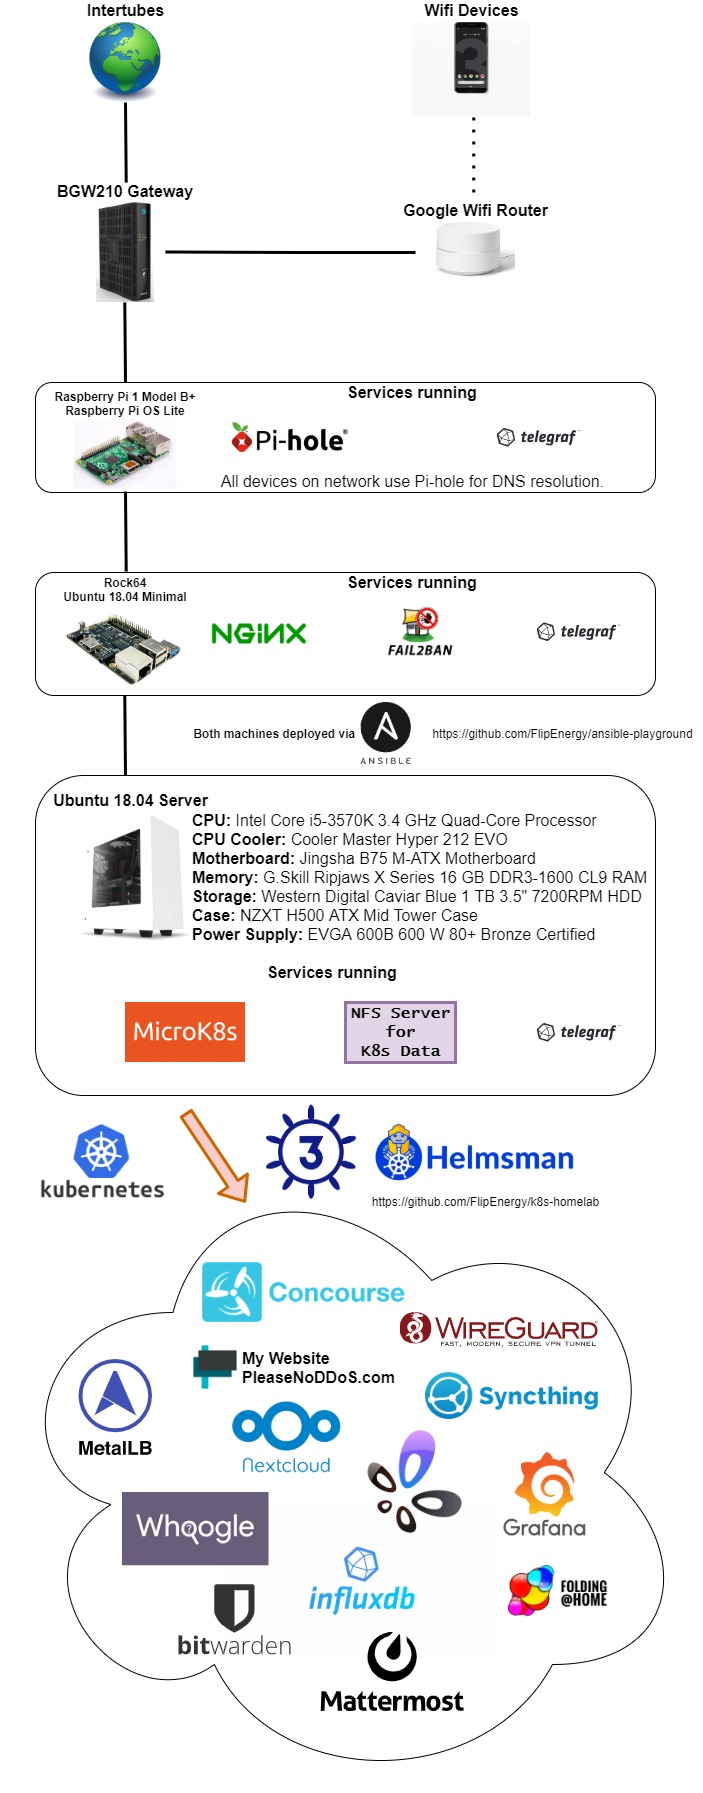 Intertubes
Wifi Devices
BGW210 Gateway
Google Wifi Router
Raspberry Pi 1 Model B+
Raspberry Pi OS Lite
Services running
Pi-hole®
telegraf™
All devices on network use Pi-hole for DNS resolution.
Rock64
Ubuntu 18.04 Minimal
Services running
NGINX
FAIL2BAN
telegraf™
Both machines deployed via
ANSIBLE
https://github.com/FlipEnergy/ansible-playground
Ubuntu 18.04 Server
CPU: Intel Core i5-3570K 3.4 GHz Quad-Core Processor
CPU Cooler: Cooler Master Hyper 212 EVO
Motherboard: Jingsha B75 M-ATX Motherboard
Memory: G.Skill Ripjaws X Series 16 GB DDR3-1600 CL9 RAM
Storage: Western Digital Caviar Blue 1 TB 3.5" 7200RPM HDD
Case: NZXT H500 ATX Mid Tower Case
Power Supply: EVGA 600B 600 W 80+ Bronze Certified
Services running
MicroK8s
NFS Server
for
K8s Data
telegraf™
kubernetes
3
Helmsman
https://github.com/FlipEnergy/k8s-homelab
Concourse
WIREGUARD
FAST, MODERN, SECURE VPN TUNNEL
My Website
PleaseNoDDoS.com
MetalLB
Syncthing
Nextcloud
Whoogle
Grafana
influxdb
FOLDING
@HOME
bitwarden
Mattermost